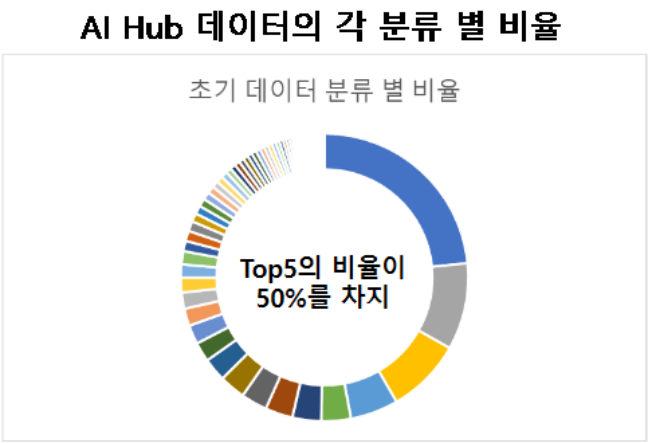 AI Hub 데이터의 각 분류 별 비율
초기 데이터 분류 별 비율
Top5의 비율이
50%를 차지